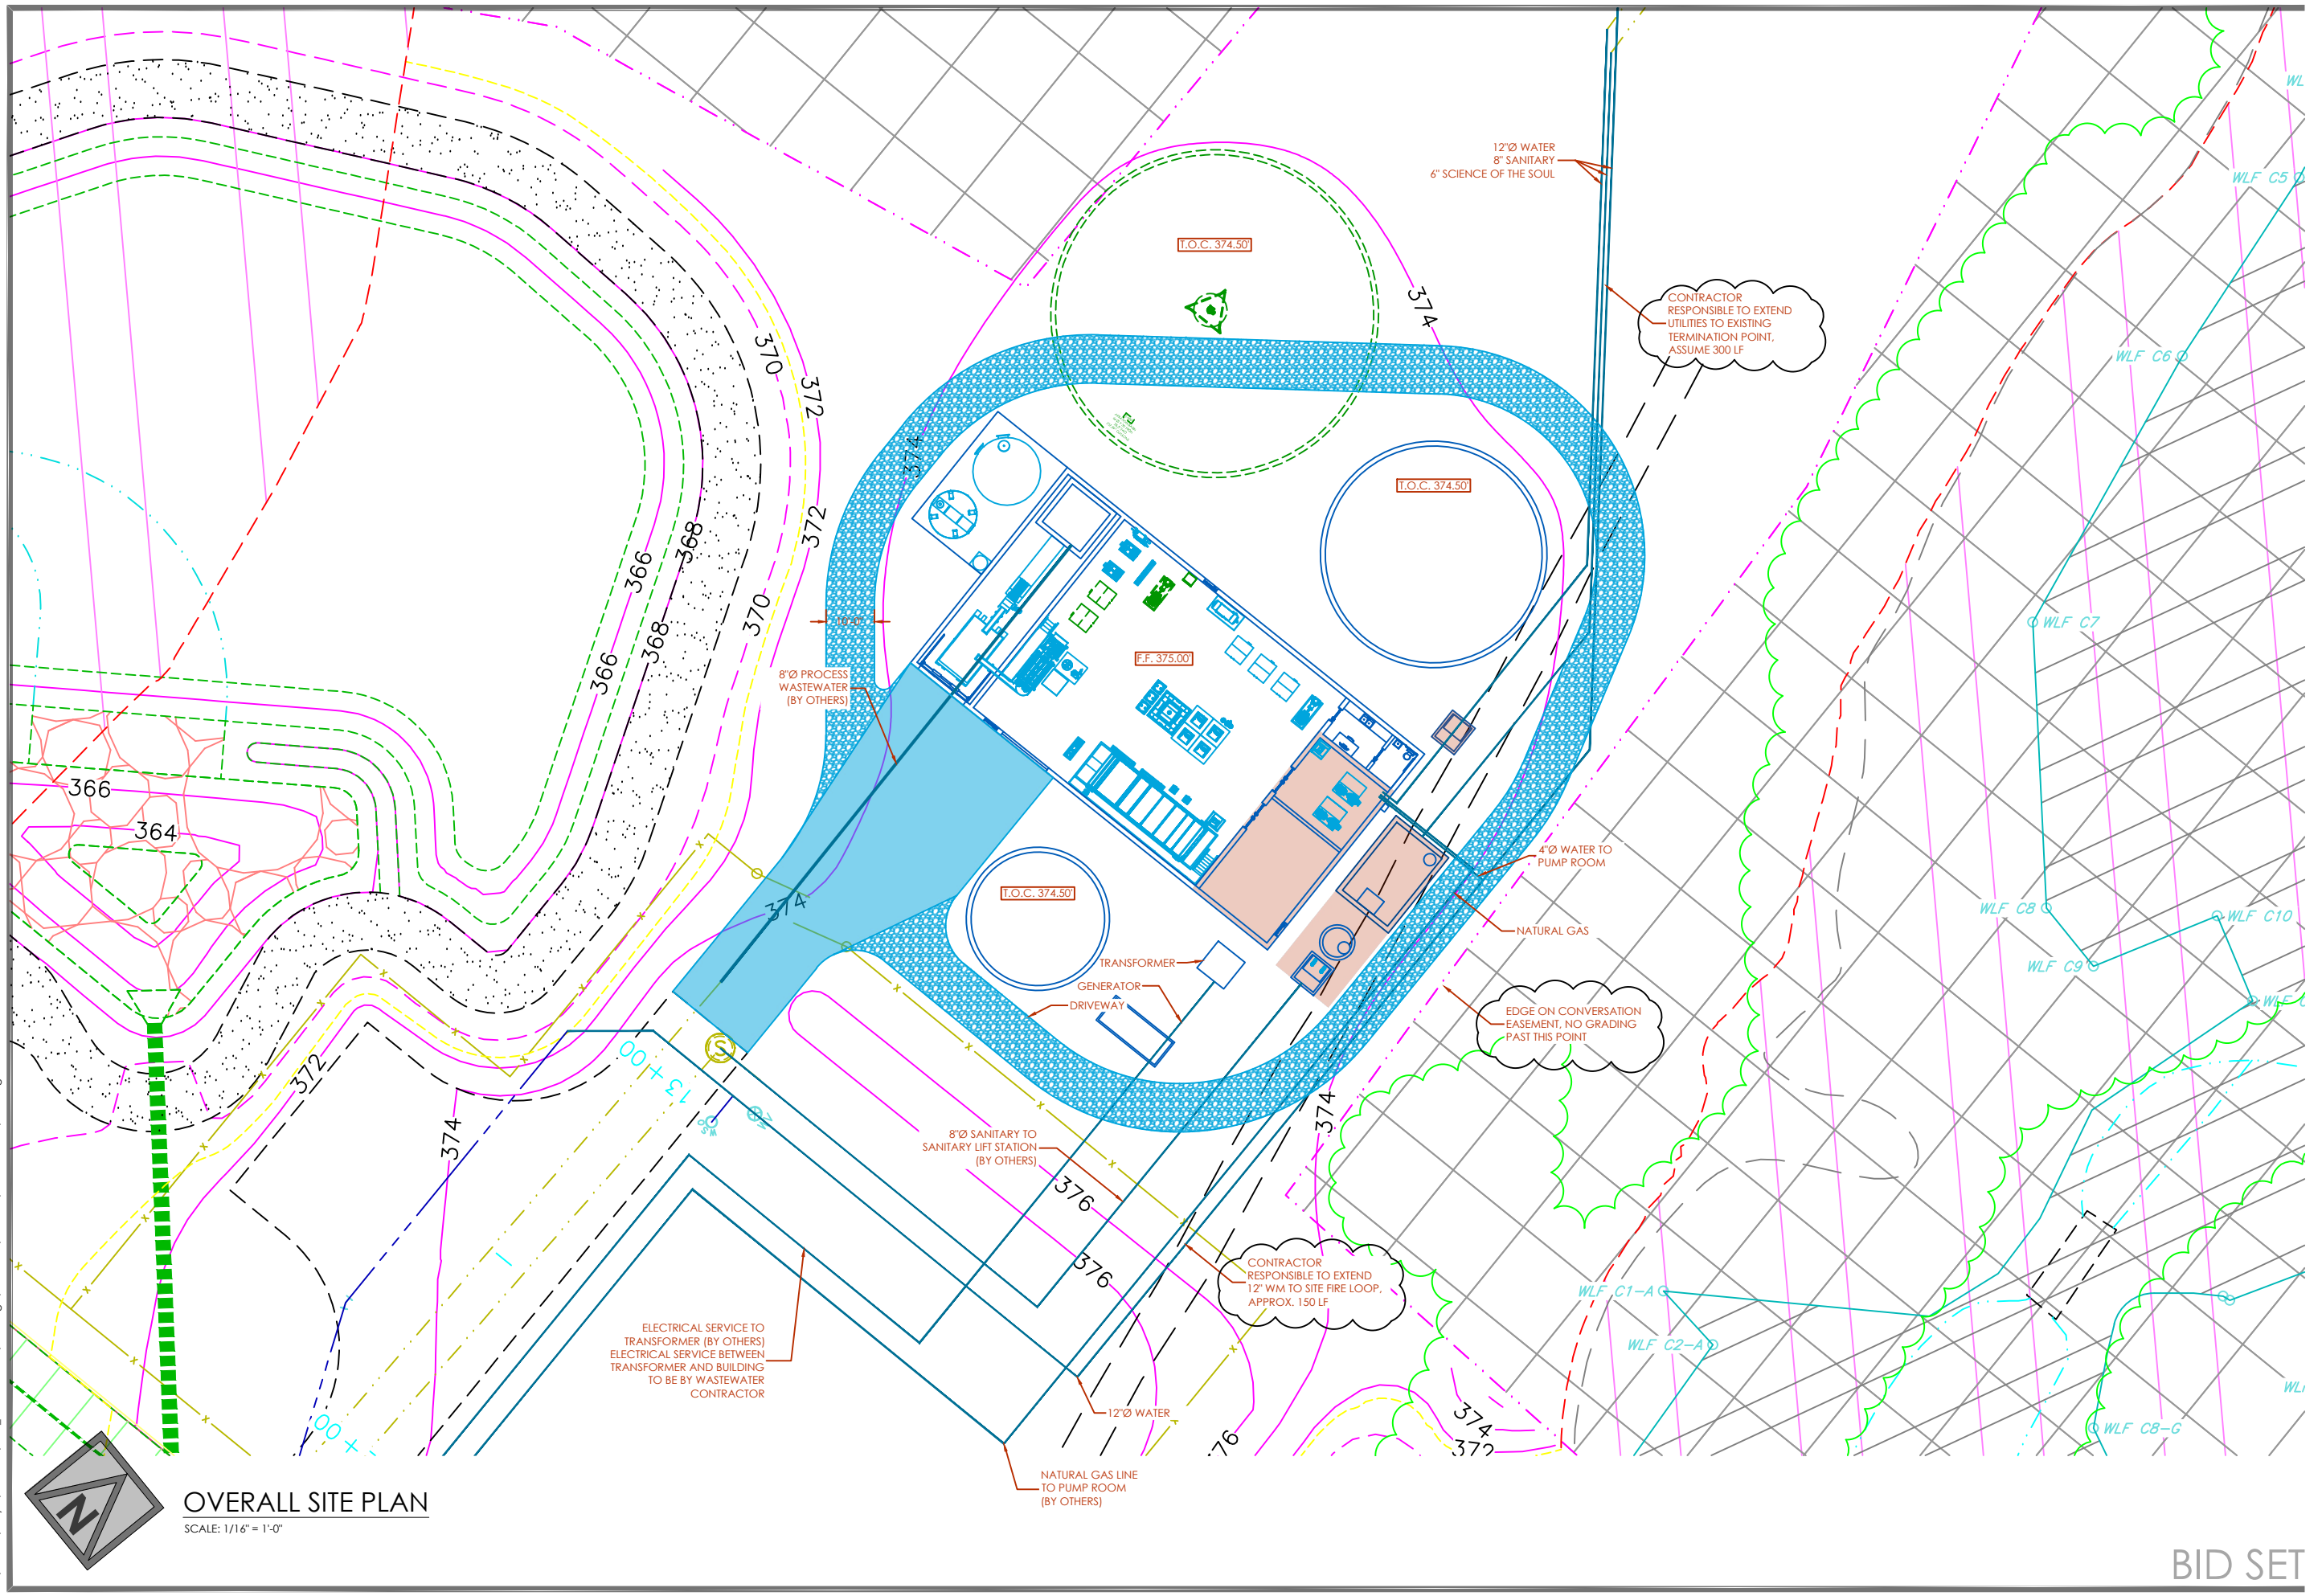 12"Ø WATER
8" SANITARY
6" SCIENCE OF THE SOUL
T.O.C. 374.50'
CONTRACTOR
RESPONSIBLE TO EXTEND
UTILITIES TO EXISTING
TERMINATION POINT,
ASSUME 300 LF
374
WLF C5
WLF C6
370
372
374
T.O.C. 374.50'
372
368
366
WLF C7
370
10'-0"
368
366
F.F. 375.00'
8"Ø PROCESS
WASTEWATER
(BY OTHERS)
366
364
4"Ø WATER TO
PUMP ROOM
T.O.C. 374.50'
374
WLF C8
WLF C10
NATURAL GAS
TRANSFORMER
WLF C9
GENERATOR
DRIVEWAY
EDGE ON CONVERSATION
EASEMENT, NO GRADING
PAST THIS POINT
S
13+00
372
374
374
8"Ø SANITARY TO
SANITARY LIFT STATION
(BY OTHERS)
376
376
CONTRACTOR
RESPONSIBLE TO EXTEND
12" WM TO SITE FIRE LOOP,
APPROX. 150 LF
WLF C1-A
WLF C2-A
ELECTRICAL SERVICE TO
TRANSFORMER (BY OTHERS)
ELECTRICAL SERVICE BETWEEN
TRANSFORMER AND BUILDING
TO BE BY WASTEWATER
CONTRACTOR
12"Ø WATER
374
372
WLF C8-G
+00
76
NATURAL GAS LINE
TO PUMP ROOM
(BY OTHERS)
N
OVERALL SITE PLAN
SCALE: 1/16" = 1'-0"
BID SET